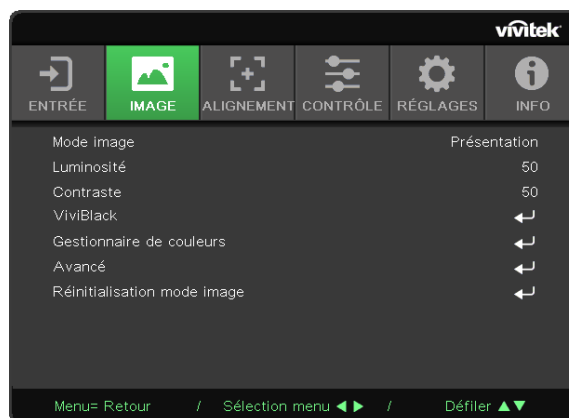 vivitek
ENTRÉE IMAGE ALIGNEMENT CONTRÔLE RÉGLAGES INFO
Mode image Présentation
Luminosité 50
Contraste 50
ViviBlack
Gestionnaire de couleurs
Avancé
Réinitialisation mode image
Menu= Retour / Sélection menu ◀ ▶ / Défiler ▲▼